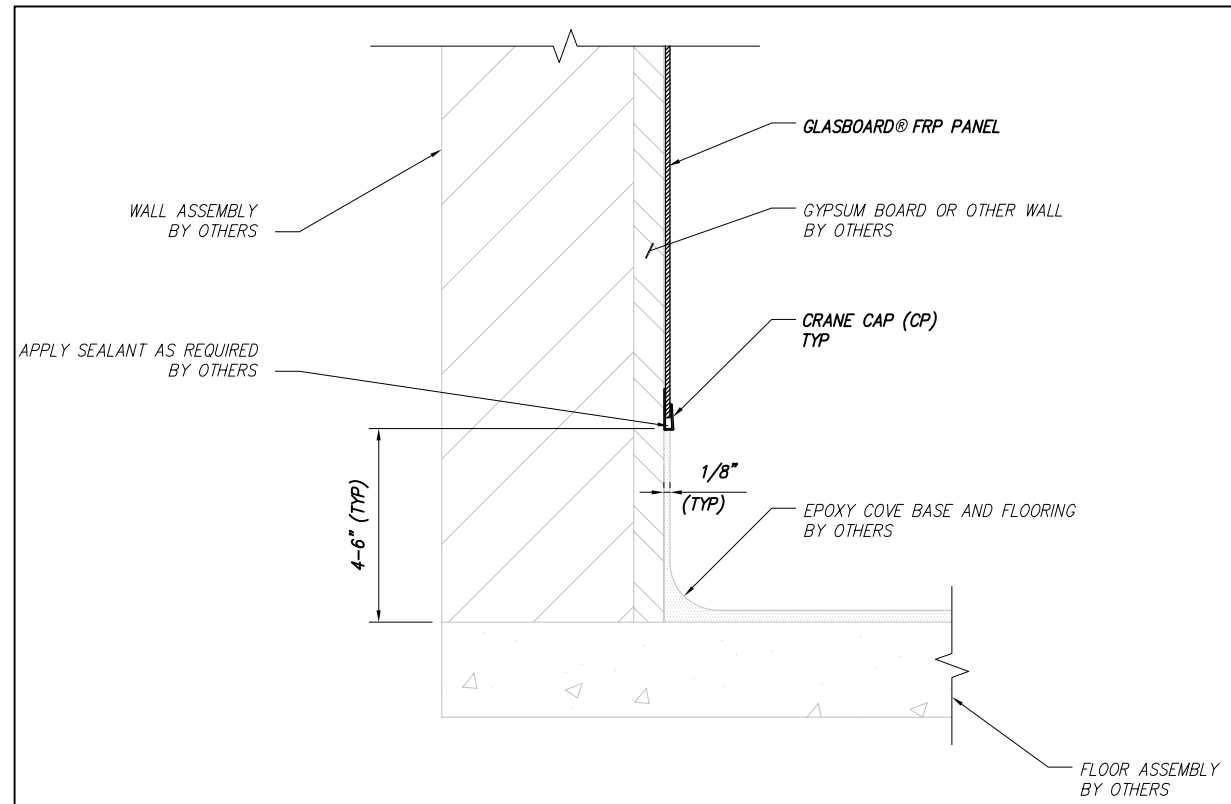 GLASBOARD® FRP PANEL
WALL ASSEMBLY
BY OTHERS
GYPSUM BOARD OR OTHER WALL
BY OTHERS
CRANE CAP (CP)
TYP
APPLY SEALANT AS REQUIRED
BY OTHERS
4-6" (TYP)
1/8"
(TYP)
EPOXY COVE BASE AND FLOORING
BY OTHERS
FLOOR ASSEMBLY
BY OTHERS